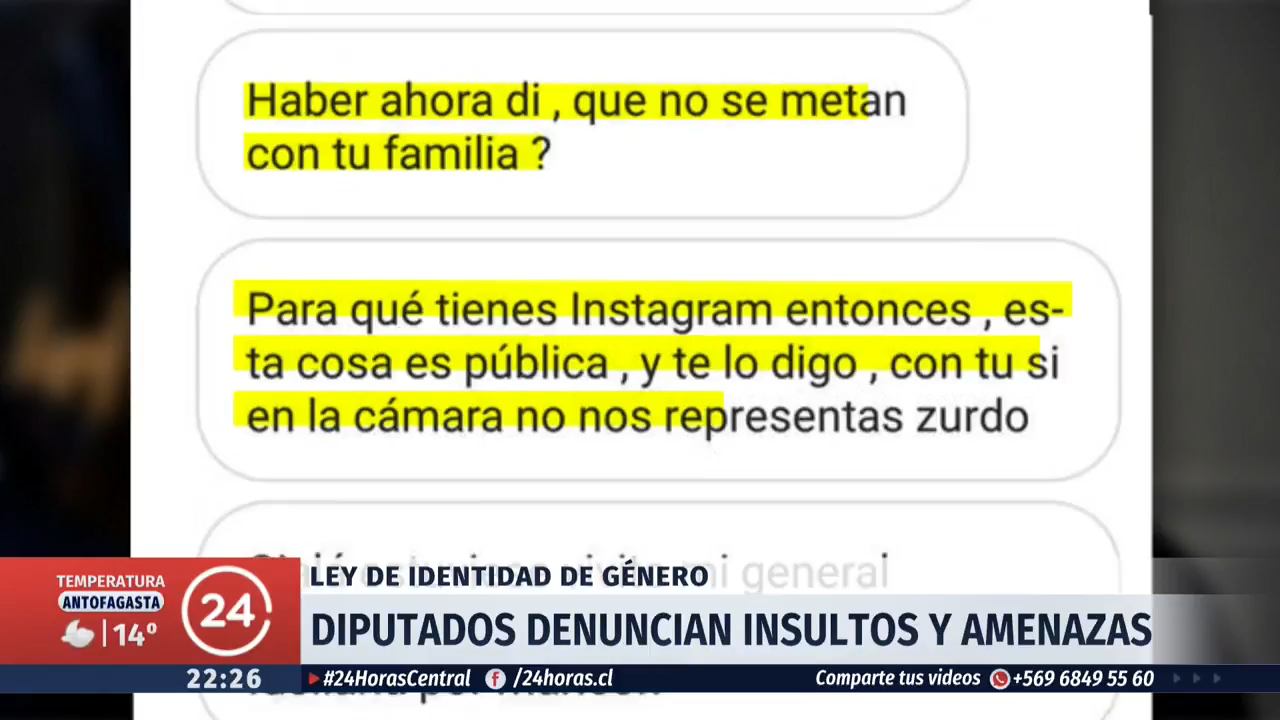 Haber ahora di , que no se metan
con tu familia ?
Para qué tienes Instagram entonces , es-
ta cosa es pública , y te lo digo , con tu si
en la cámara no nos representas zurdo
mi general
LEY DE IDENTIDAD DE GÉNERO
DIPUTADOS DENUNCIAN INSULTOS Y AMENAZAS
TEMPERATURA
ANTOFAGASTA
14º
24
22:26
#24HorasCentral
/24horas.cl
Comparte tus videos
+569 6849 55 60